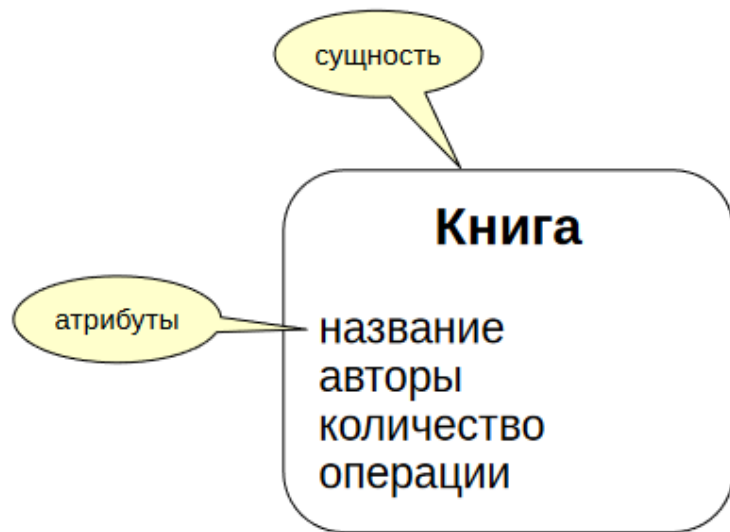 сущность
Книга
атрибуты
название
авторы
количество
операции